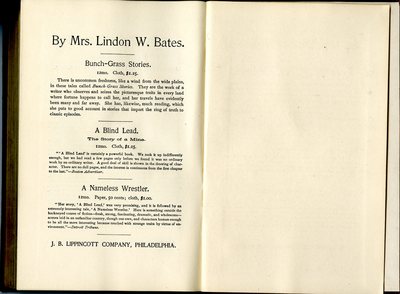 By Mrs. Lindon W. Bates.
Bunch-Grass Stories.
12mo. Cloth, $1.25.
There is uncommon freshness, like a wind from the wide plains,
in these tales called Bunch-Grass Stories. They are the work of a
writer who observes and seizes the picturesque traits in every land
where fortune happens to call her, and her travels have evidently
been many and far away. She has, likewise, much reading, which
she puts to good account in stories that impart the ring of truth to
classic episodes.
A Blind Lead.
The Story of a Mine.
12mo. Cloth, $1.25.
"'A Blind Lead' is certainly a powerful book. We took it up indifferently
enough, but we had read a few pages only before we found it was no ordinary
work by an ordinary writer. A good deal of skill is shown in the drawing of char-
acter. There are no dull pages, and the interest is continuous from the first chapter
to the last."—Boston Advertiser.
A Nameless Wrestler.
12mo. Paper, 50 cents; cloth, $1.00.
"Her story, 'A Blind Lead,' was very promising, and it is followed by an
extremely interesting tale, 'A Nameless Wrestler.' Here is something outside the
hackneyed course of fiction—fresh, strong, fascinating, dramatic, and wholesome—
scenes laid in an unfamiliar country, though our own, and characters human enough
to be all the more interesting because touched with strange traits by virtue of en-
vironment."—Detroit Tribune.
J. B. LIPPINCOTT COMPANY, PHILADELPHIA.